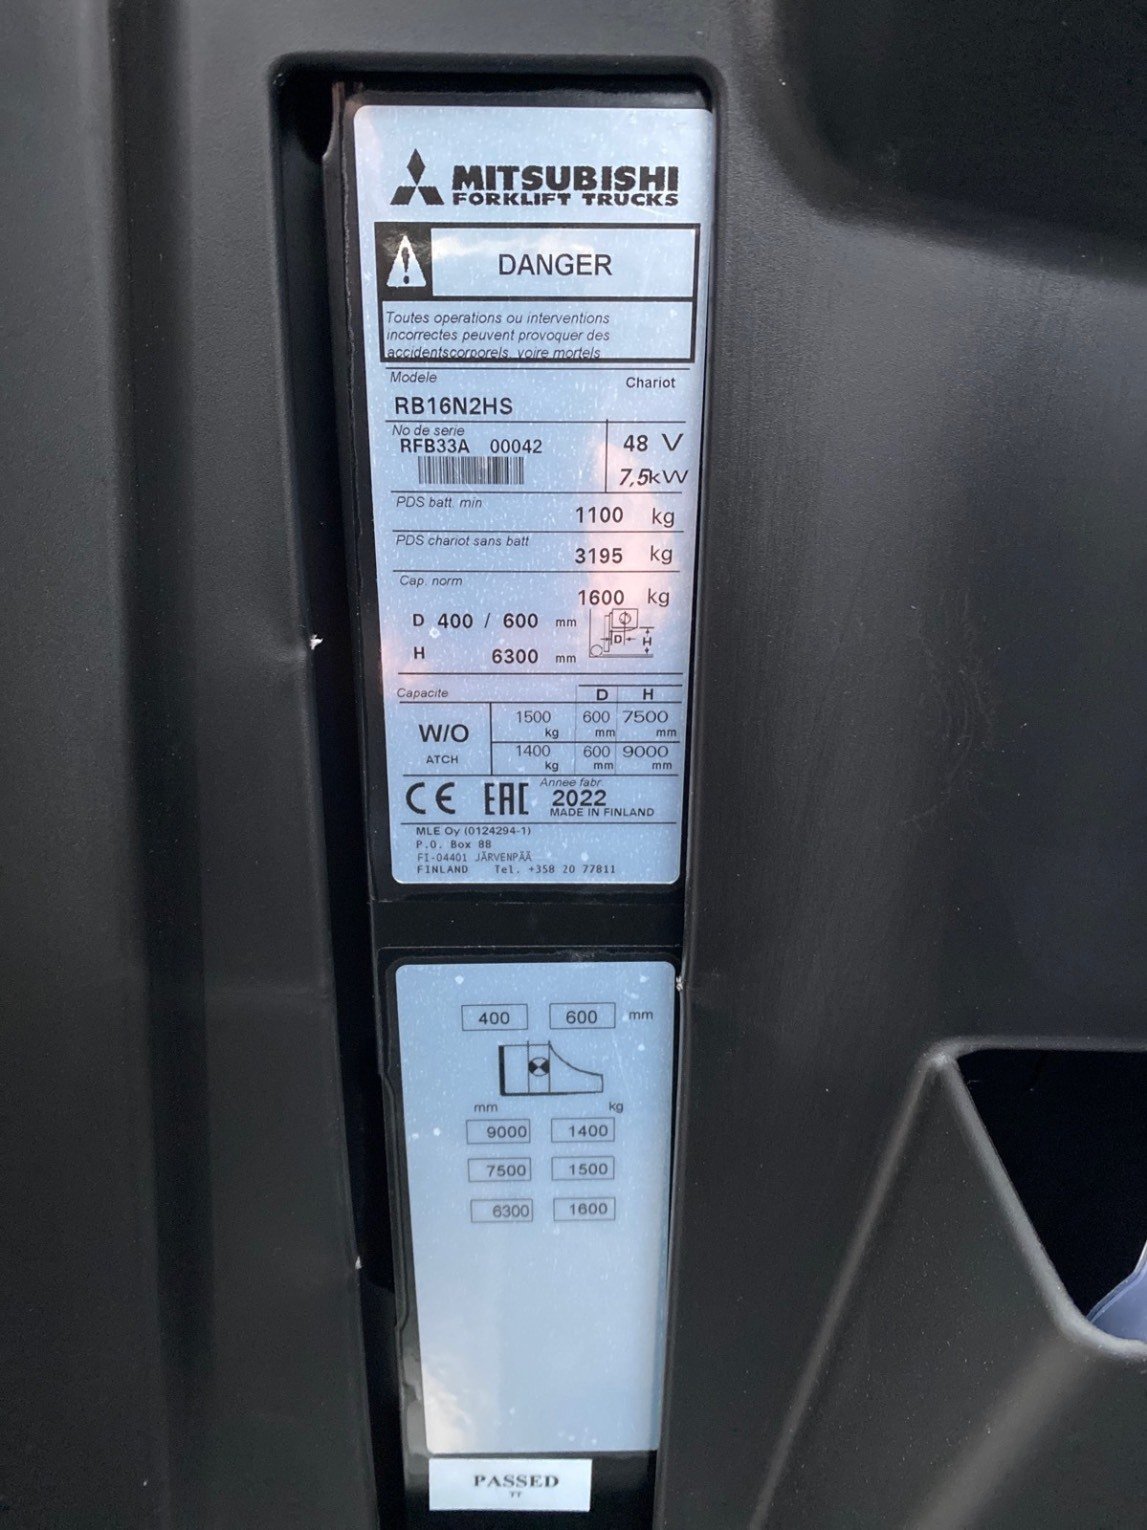 MITSUBISHI
FORKLIFT TRUCKS
DANGER
Toutes operations ou interventions
incorrectes peuvent provoquer des
accidentscorporels, voire mortels
Modele Chariot
RB16N2HS
No de serie
RFB33A 00042 48 V
7,5kW
PDS batt. min
1100 kg
PDS chariot sans batt
3195 kg
Cap. norm
1600 kg
D 400 / 600 mm
D H
H 6300 mm
Capacite D H
W/O 1500 kg 600 mm 7500 mm
ATCH 1400 kg 600 mm 9000 mm
CE EAC Annee fabr.
2022
MADE IN FINLAND
MLE Oy (0124294-1)
P.O. Box 88
FI-04401 JÄRVENPÄÄ
FINLAND Tel. +358 20 77811
400 600 mm
mm kg
9000 1400
7500 1500
6300 1600
PASSED
TT